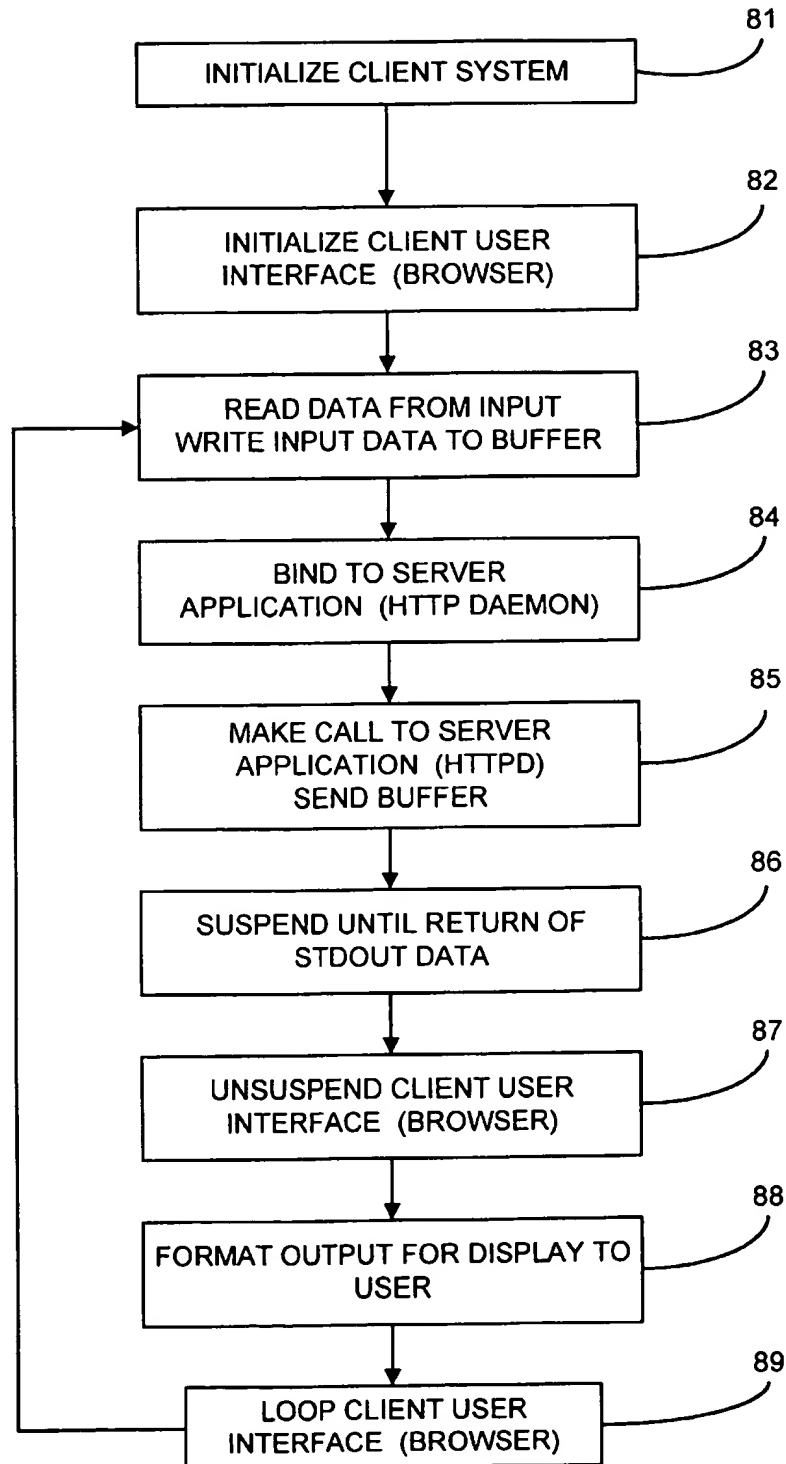 81
INITIALIZE CLIENT SYSTEM
82
INITIALIZE CLIENT USER
INTERFACE (BROWSER)
83
READ DATA FROM INPUT
WRITE INPUT DATA TO BUFFER
84
BIND TO SERVER
APPLICATION (HTTP DAEMON)
85
MAKE CALL TO SERVER
APPLICATION (HTTPD)
SEND BUFFER
86
SUSPEND UNTIL RETURN OF
STDOUT DATA
87
UNSUSPEND CLIENT USER
INTERFACE (BROWSER)
88
FORMAT OUTPUT FOR DISPLAY TO
USER
89
LOOP CLIENT USER
INTERFACE (BROWSER)